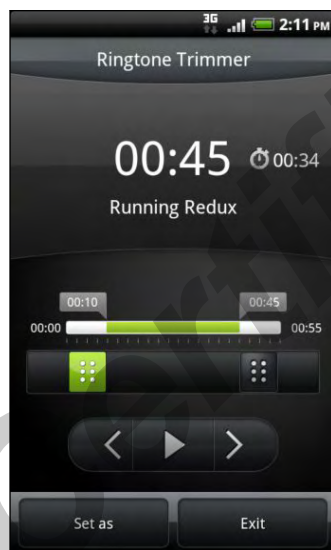 3G 2:11 PM
Ringtone Trimmer
00:45 00:34
Running Redux
00:10 00:45
00:00 00:55
Set as Exit